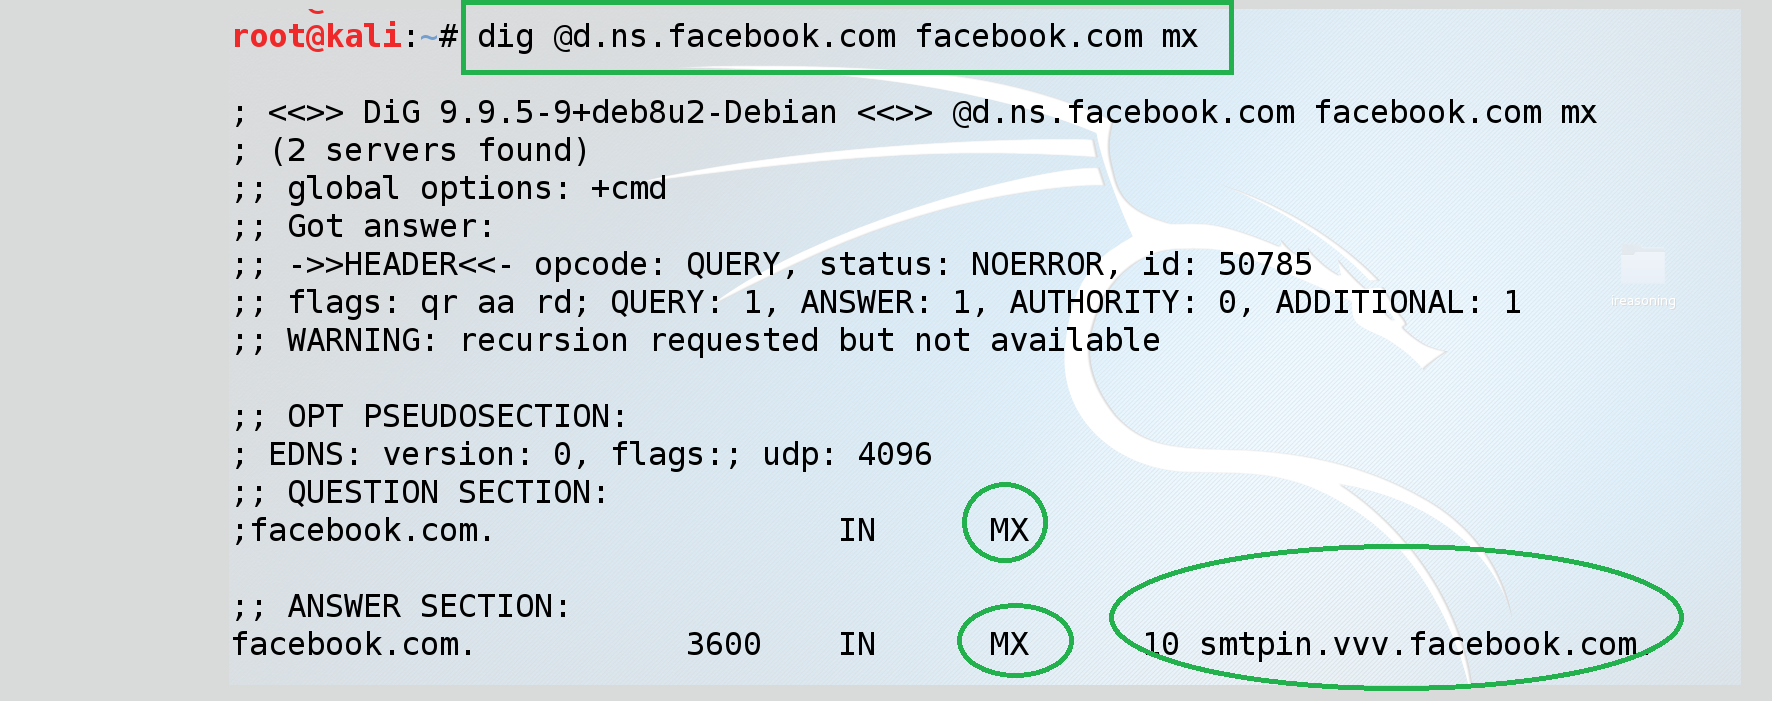 root@kali:~# dig @d.ns.facebook.com facebook.com mx
; <<>> DiG 9.9.5-9+deb8u2-Debian <<>> @d.ns.facebook.com facebook.com mx
; (2 servers found)
;; global options: +cmd
;; Got answer:
;; ->>HEADER<<- opcode: QUERY, status: NOERROR, id: 50785
;; flags: qr aa rd; QUERY: 1, ANSWER: 1, AUTHORITY: 0, ADDITIONAL: 1
ireasoning
;; WARNING: recursion requested but not available
;; OPT PSEUDOSECTION:
; EDNS: version: 0, flags:; udp: 4096
;; QUESTION SECTION:
;facebook.com. IN MX
;; ANSWER SECTION:
facebook.com. 3600 IN MX 10 smtpin.vvv.facebook.com.